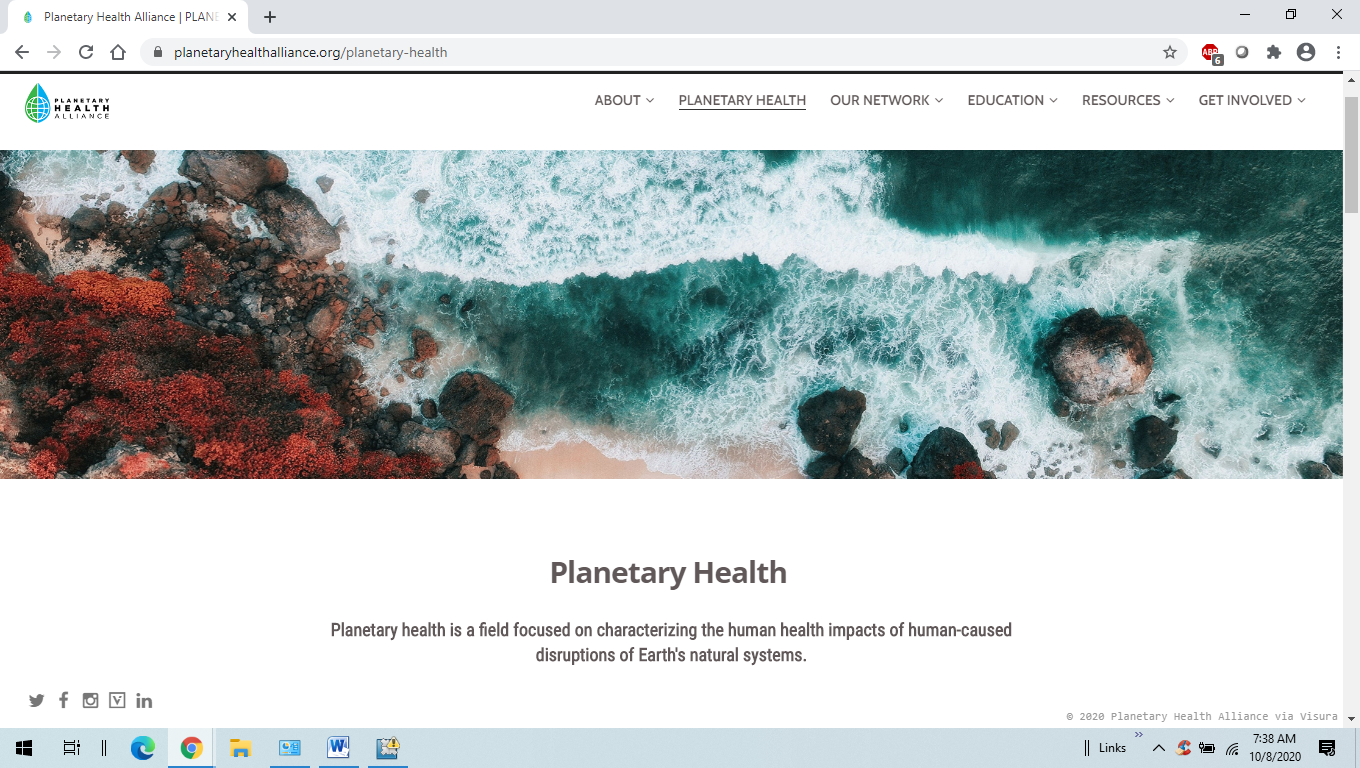 Planetary Health Alliance | PLANE
planetaryhealthalliance.org/planetary-health
ABP
6
PLANETARY
HEALTH
ALLIANCE
ABOUT
PLANETARY HEALTH
OUR NETWORK
EDUCATION
RESOURCES
GET INVOLVED
Planetary Health
Planetary health is a field focused on characterizing the human health impacts of human-caused
disruptions of Earth's natural systems.
© 2020 Planetary Health Alliance via Visura
Links
7:38 AM
10/8/2020